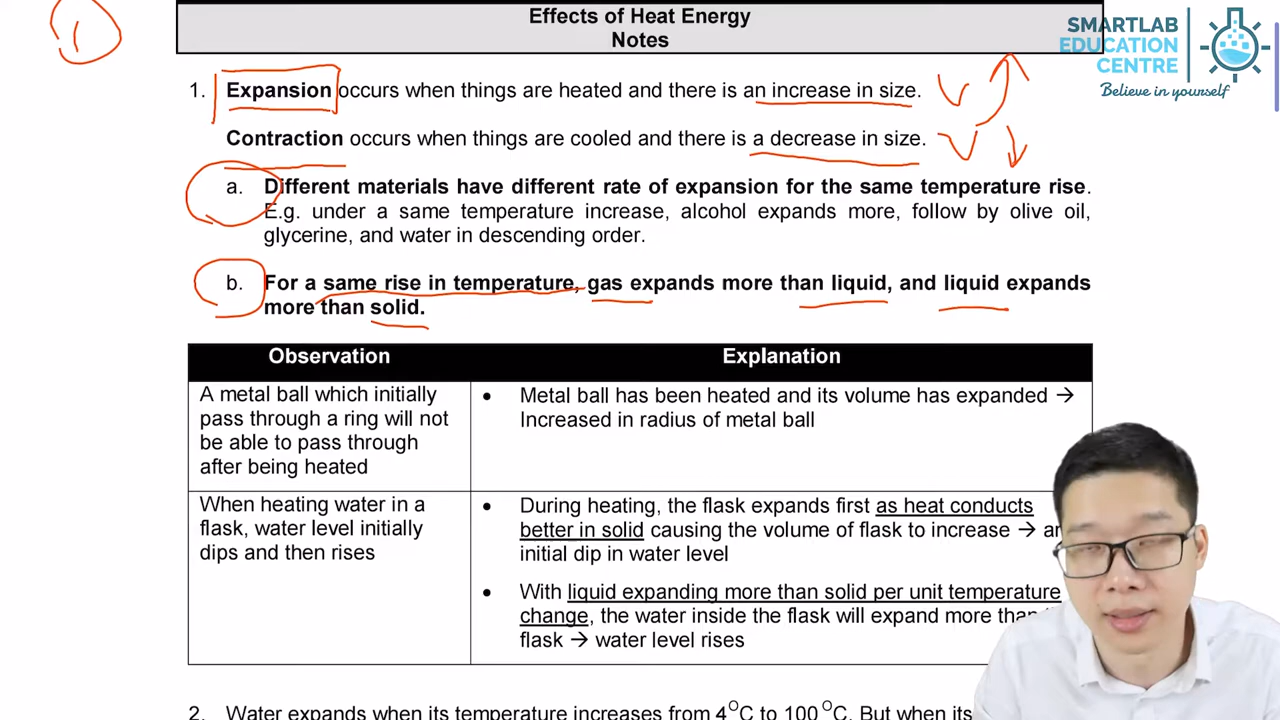 Effects of Heat Energy
Notes
SMARTLAB
EDUCATION
CENTRE
Believe in yourself
1
1. Expansion occurs when things are heated and there is an increase in size.
Contraction occurs when things are cooled and there is a decrease in size.
a. Different materials have different rate of expansion for the same temperature rise.
E.g. under a same temperature increase, alcohol expands more, follow by olive oil,
glycerine, and water in descending order.
b. For a same rise in temperature, gas expands more than liquid, and liquid expands
more than solid.
Observation
Explanation
A metal ball which initially
pass through a ring will not
be able to pass through
after being heated
• Metal ball has been heated and its volume has expanded →
Increased in radius of metal ball
When heating water in a
flask, water level initially
dips and then rises
• During heating, the flask expands first as heat conducts
better in solid causing the volume of flask to increase →
initial dip in water level
• With liquid expanding more than solid per unit temperature
change, the water inside the flask will expand more than
flask → water level rises
2. Water expands when its temperature increases from 4°C to 100°C. But when its